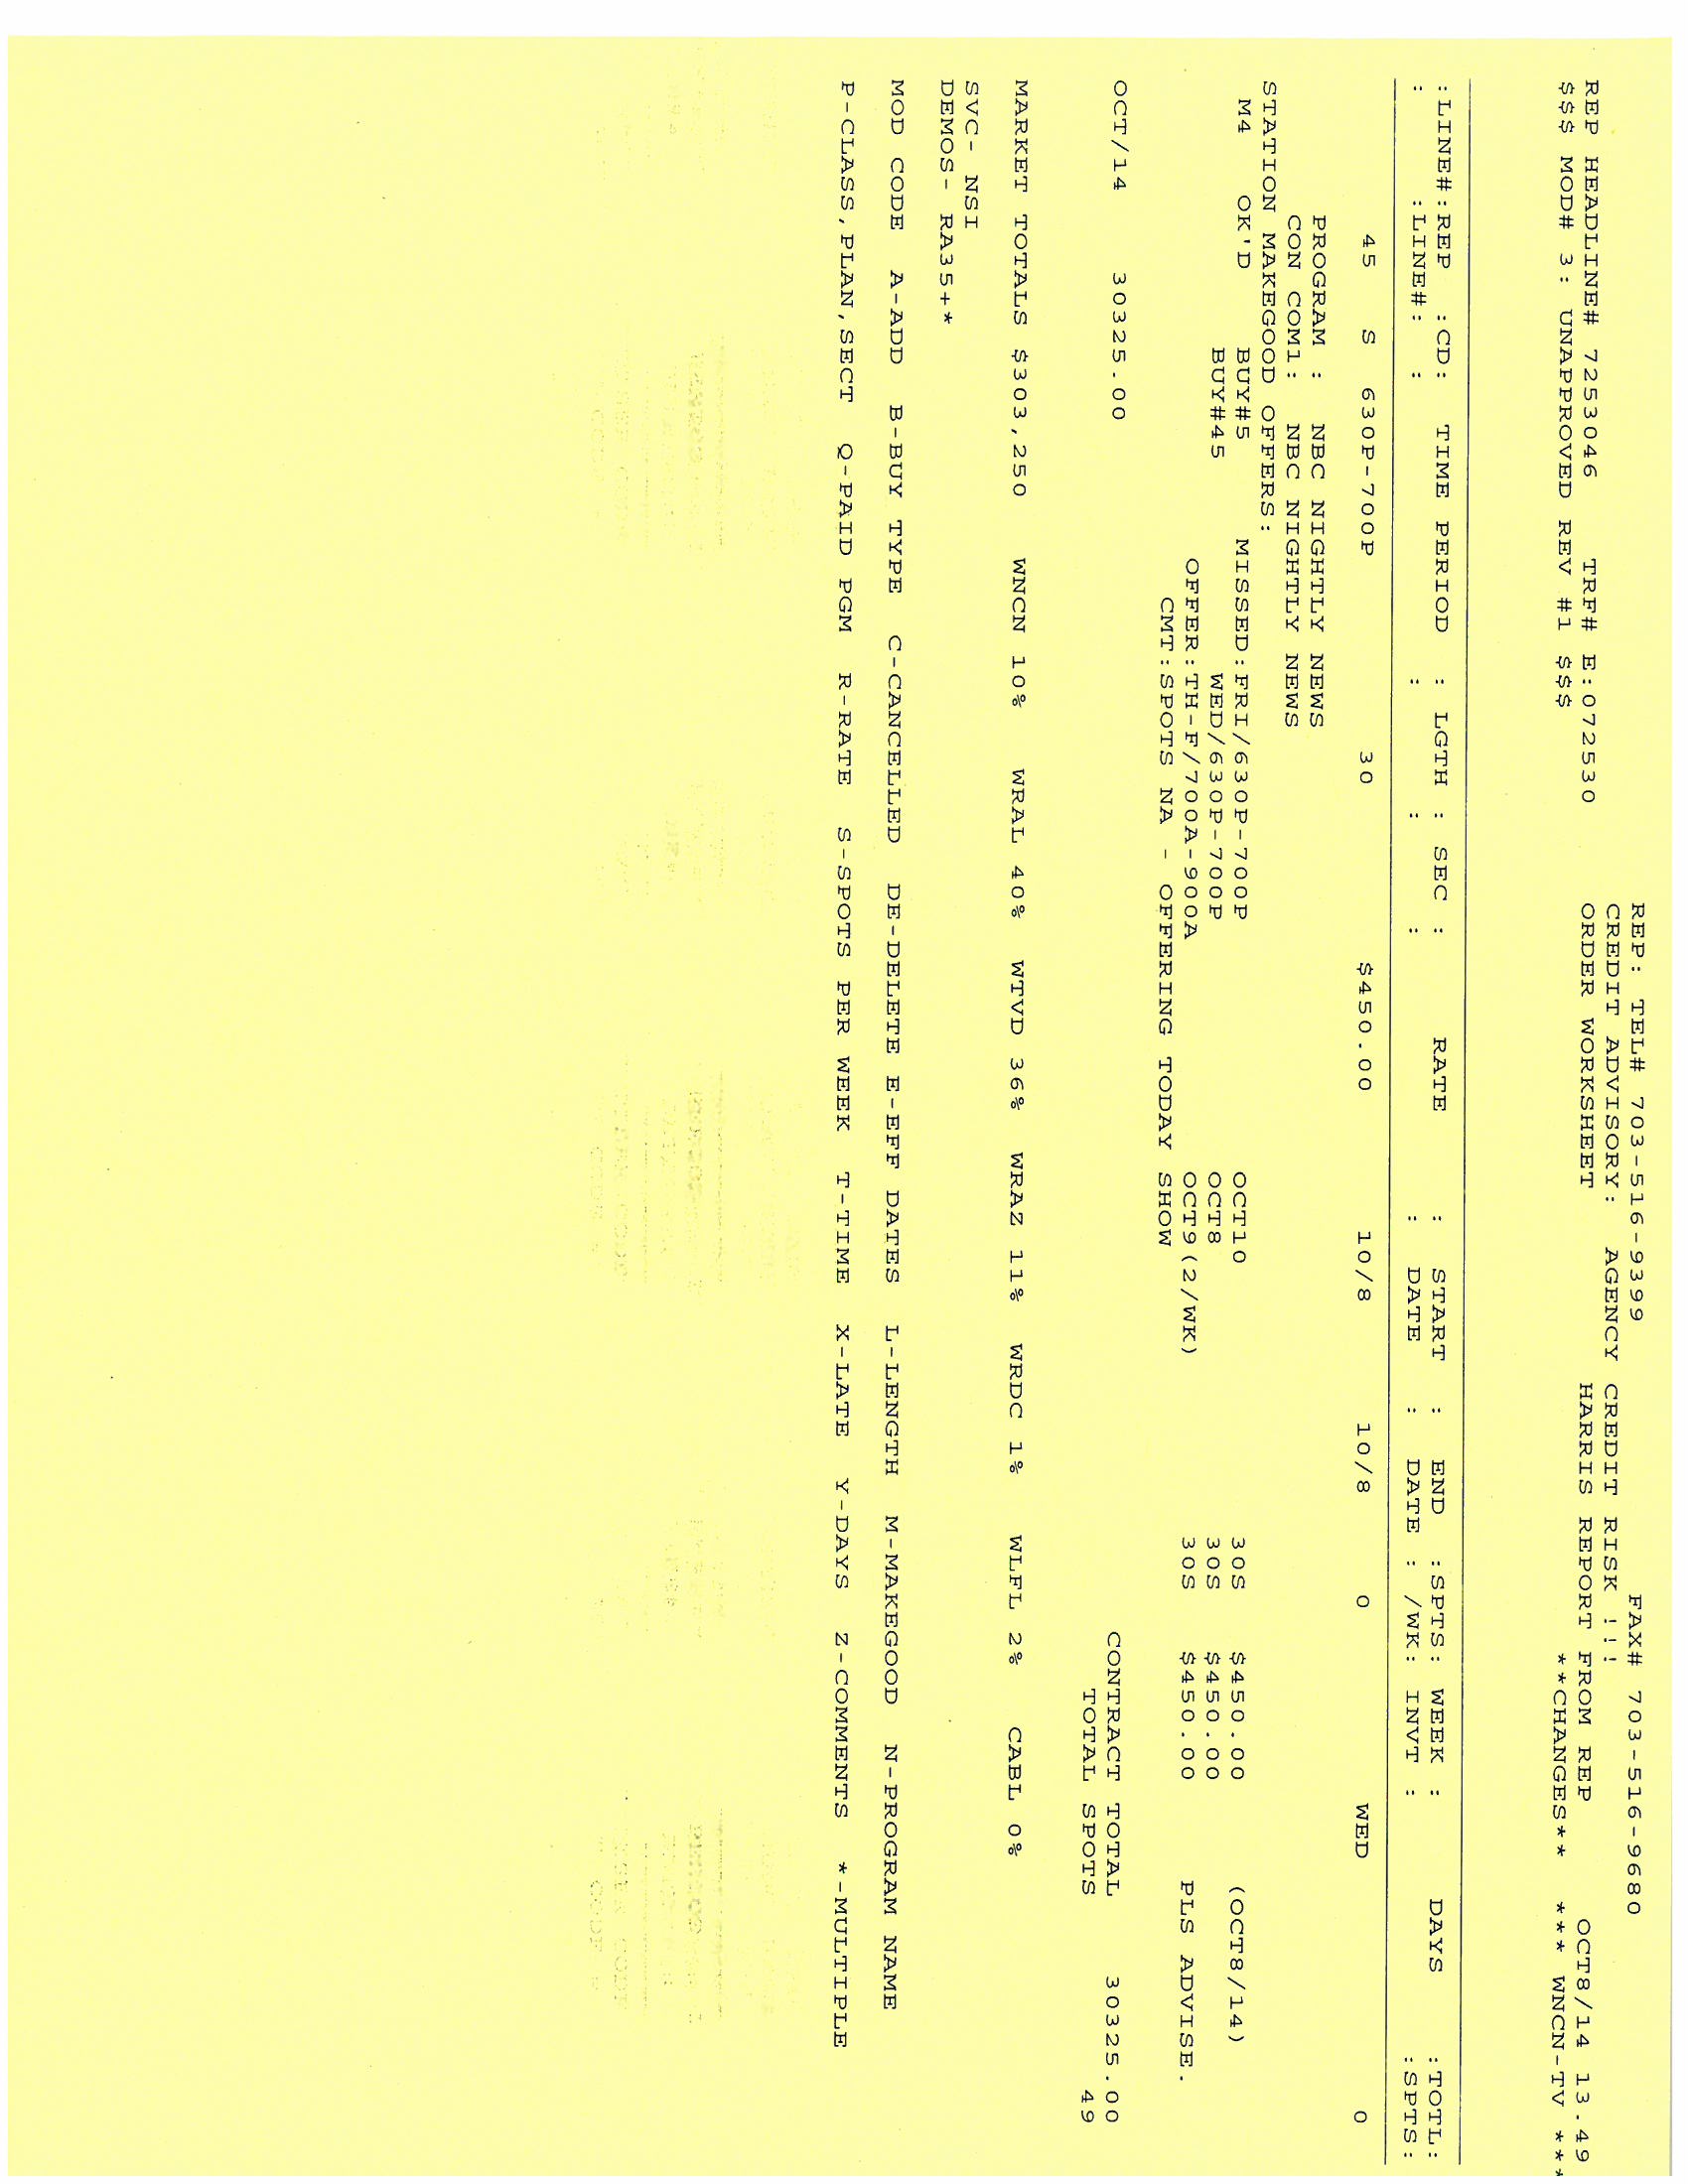 REP: TEL# 703-516-9399 FAX# 703-516-9680
CREDIT ADVISORY: AGENCY CREDIT RISK !!!
REP HEADLINE# 7253046 TRF# E:072530 ORDER WORKSHEET HARRIS REPORT FROM REP OCT8/14 13.49
$$$ MOD# 3: UNAPPROVED REV #1 $$$ **CHANGES** *** WNCN-TV ***
:LINE#:REP :CD: TIME PERIOD : LGTH : SEC : RATE : START : END :SPTS: WEEK : DAYS :TOTL:
: :LINE#: : : : : : DATE : DATE : /WK: INVT : :SPTS:
45 S 630P-700P 30 $450.00 10/8 10/8 0 WED 0
PROGRAM : NBC NIGHTLY NEWS
CON COM1: NBC NIGHTLY NEWS
STATION MAKEGOOD OFFERS:
M4 OK'D BUY#5 MISSED:FRI/630P-700P OCT10 30S $450.00 (OCT8/14)
BUY#45 WED/630P-700P OCT8 30S $450.00
OFFER:TH-F/700A-900A OCT9(2/WK) 30S $450.00 PLS ADVISE.
CMT:SPOTS NA - OFFERING TODAY SHOW
OCT/14 30325.00 CONTRACT TOTAL 30325.00
TOTAL SPOTS 49
MARKET TOTALS $303,250 WNCN 10% WRAL 40% WTVD 36% WRAZ 11% WRDC 1% WLFL 2% CABL 0%
SVC- NSI
DEMOS- RA35+*
MOD CODE A-ADD B-BUY TYPE C-CANCELLED DE-DELETE E-EFF DATES L-LENGTH M-MAKEGOOD N-PROGRAM NAME
P-CLASS,PLAN,SECT Q-PAID PGM R-RATE S-SPOTS PER WEEK T-TIME X-LATE Y-DAYS Z-COMMENTS *-MULTIPLE